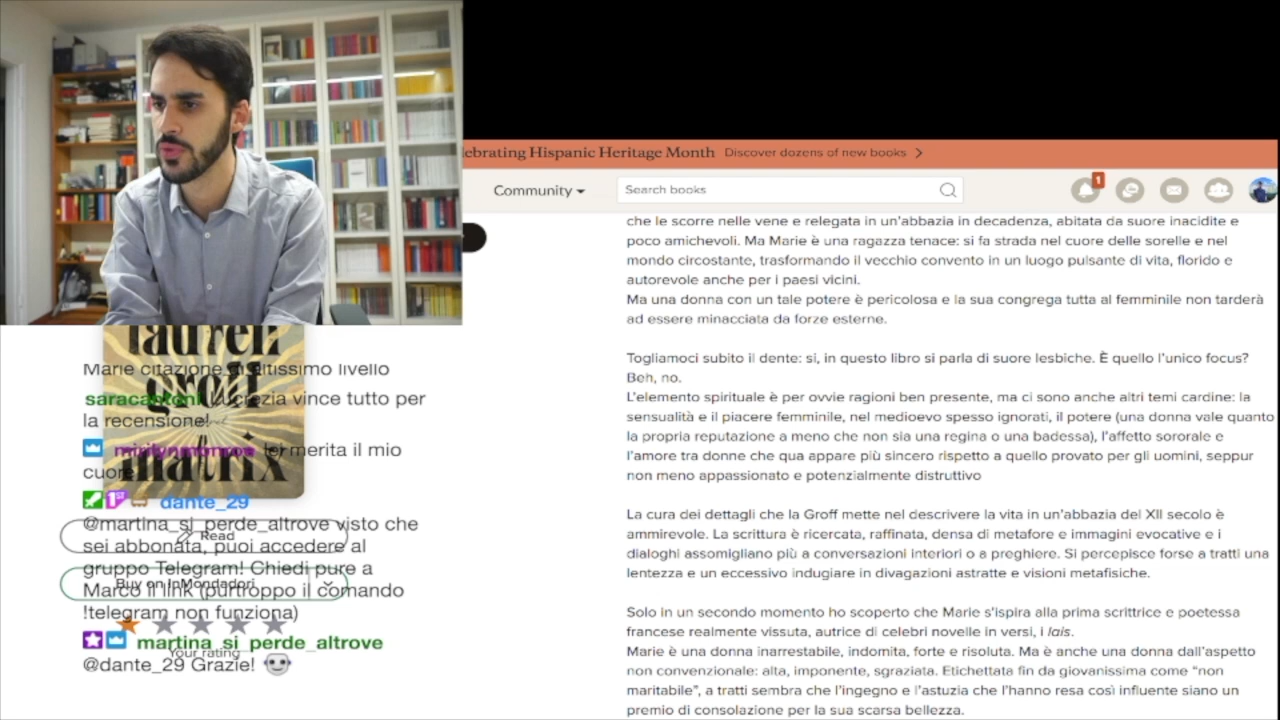 lebrating Hispanic Heritage Month Discover dozens of new books
Community
Search books
1
che le scorre nelle vene e relegata in un'abbazia in decadenza, abitata da suore inacidite e
poco amichevoli. Ma Marie è una ragazza tenace: si fa strada nel cuore delle sorelle e nel
mondo circostante, trasformando il vecchio convento in un luogo pulsante di vita, florido e
autorevole anche per i paesi vicini.
Ma una donna con un tale potere è pericolosa e la sua congrega tutta al femminile non tarderà
ad essere minacciata da forze esterne.
Togliamoci subito il dente: si, in questo libro si parla di suore lesbiche. È quello l'unico focus?
Beh, no.
L'elemento spirituale è per ovvie ragioni ben presente, ma ci sono anche altri temi cardine: la
sensualità e il piacere femminile, nel medioevo spesso ignorati, il potere (una donna vale quanto
la propria reputazione a meno che non sia una regina o una badessa), l'affetto sororale e
l'amore tra donne che qua appare più sincero rispetto a quello provato per gli uomini, seppur
non meno appassionato e potenzialmente distruttivo
La cura dei dettagli che la Groff mette nel descrivere la vita in un'abbazia del XII secolo è
ammirevole. La scrittura è ricercata, raffinata, densa di metafore e immagini evocative e i
dialoghi assomigliano più a conversazioni interiori o a preghiere. Si percepisce forse a tratti una
lentezza e un eccessivo indugiare in divagazioni astratte e visioni metafisiche.
Solo in un secondo momento ho scoperto che Marie s'ispira alla prima scrittrice e poetessa
francese realmente vissuta, autrice di celebri novelle in versi, i lais.
Marie è una donna inarrestabile, indomita, forte e risoluta. Ma è anche una donna dall'aspetto
non convenzionale: alta, imponente, sgraziata. Etichettata fin da giovanissima come “non
maritabile”, a tratti sembra che l'ingegno e l'astuzia che l'hanno resa così influente siano un
premio di consolazione per la sua scarsa bellezza.
lauren
groff
matrix
Marie citazione di altissimo livello
saracantoni Lucrezia vince tutto per
la recensione!
lei merita il mio
cuore
1ST dante_29
@martina_si_perde_altrove visto che
sei abbonata, puoi accedere al
gruppo Telegram! Chiedi pure a
Marco il link (purtroppo il comando
!telegram non funziona)
martina_si_perde_altrove
@dante_29 Grazie!
Read
Buy on InMondadori
Your rating